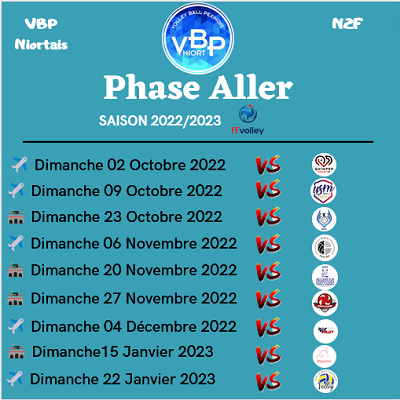 VBP
Niortais
VOLLEY BALL PEXINOIS
VBP
NIORT
N2F
Phase Aller
SAISON 2022/2023
ffvolley
Dimanche 02 Octobre 2022 VS
Dimanche 09 Octobre 2022 VS
Dimanche 23 Octobre 2022 VS
Dimanche 06 Novembre 2022 VS
Dimanche 20 Novembre 2022 VS
Dimanche 27 Novembre 2022 VS
Dimanche 04 Décembre 2022 VS
Dimanche15 Janvier 2023 VS
Dimanche 22 Janvier 2023 VS